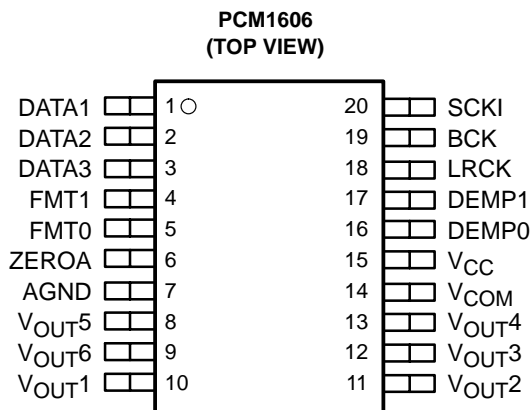 PCM1606
(TOP VIEW)
DATA1 1 20 SCKI
DATA2 2 19 BCK
DATA3 3 18 LRCK
FMT1 4 17 DEMP1
FMT0 5 16 DEMP0
ZEROA 6 15 VCC
AGND 7 14 VCOM
VOUT5 8 13 VOUT4
VOUT6 9 12 VOUT3
VOUT1 10 11 VOUT2